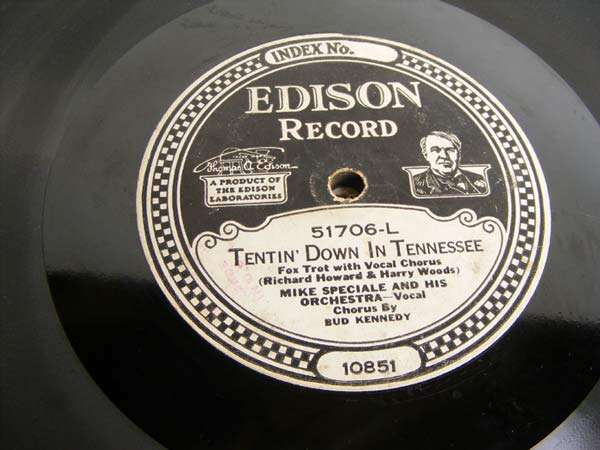 INDEX No.
EDISON
RECORD
Thomas A Edison
A PRODUCT OF
THE EDISON
LABORATORIES
51706-L
TENTIN' DOWN IN TENNESSEE
Fox Trot with Vocal Chorus
(Richard Howard & Harry Woods)
MIKE SPECIALE AND HIS
ORCHESTRA—Vocal
Chorus By
BUD KENNEDY
10851